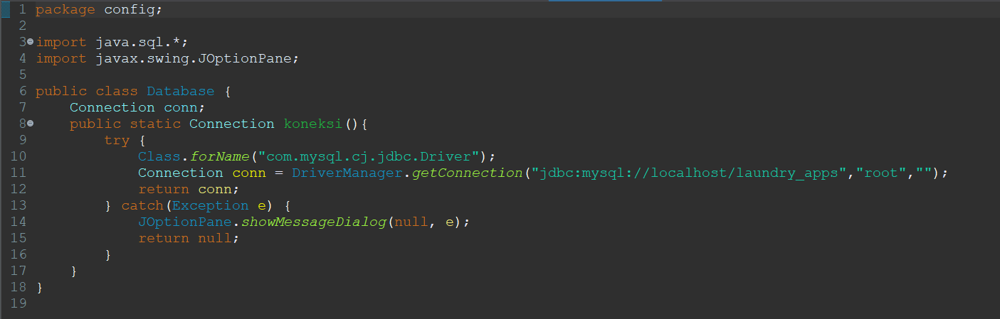 1 package config;
2
3 import java.sql.*;
4 import javax.swing.JOptionPane;
5
6 public class Database {
7     Connection conn;
8     public static Connection koneksi(){
9         try {
10             Class.forName("com.mysql.cj.jdbc.Driver");
11             Connection conn = DriverManager.getConnection("jdbc:mysql://localhost/laundry_apps","root","");
12             return conn;
13         } catch(Exception e) {
14             JOptionPane.showMessageDialog(null, e);
15             return null;
16         }
17     }
18 }
19